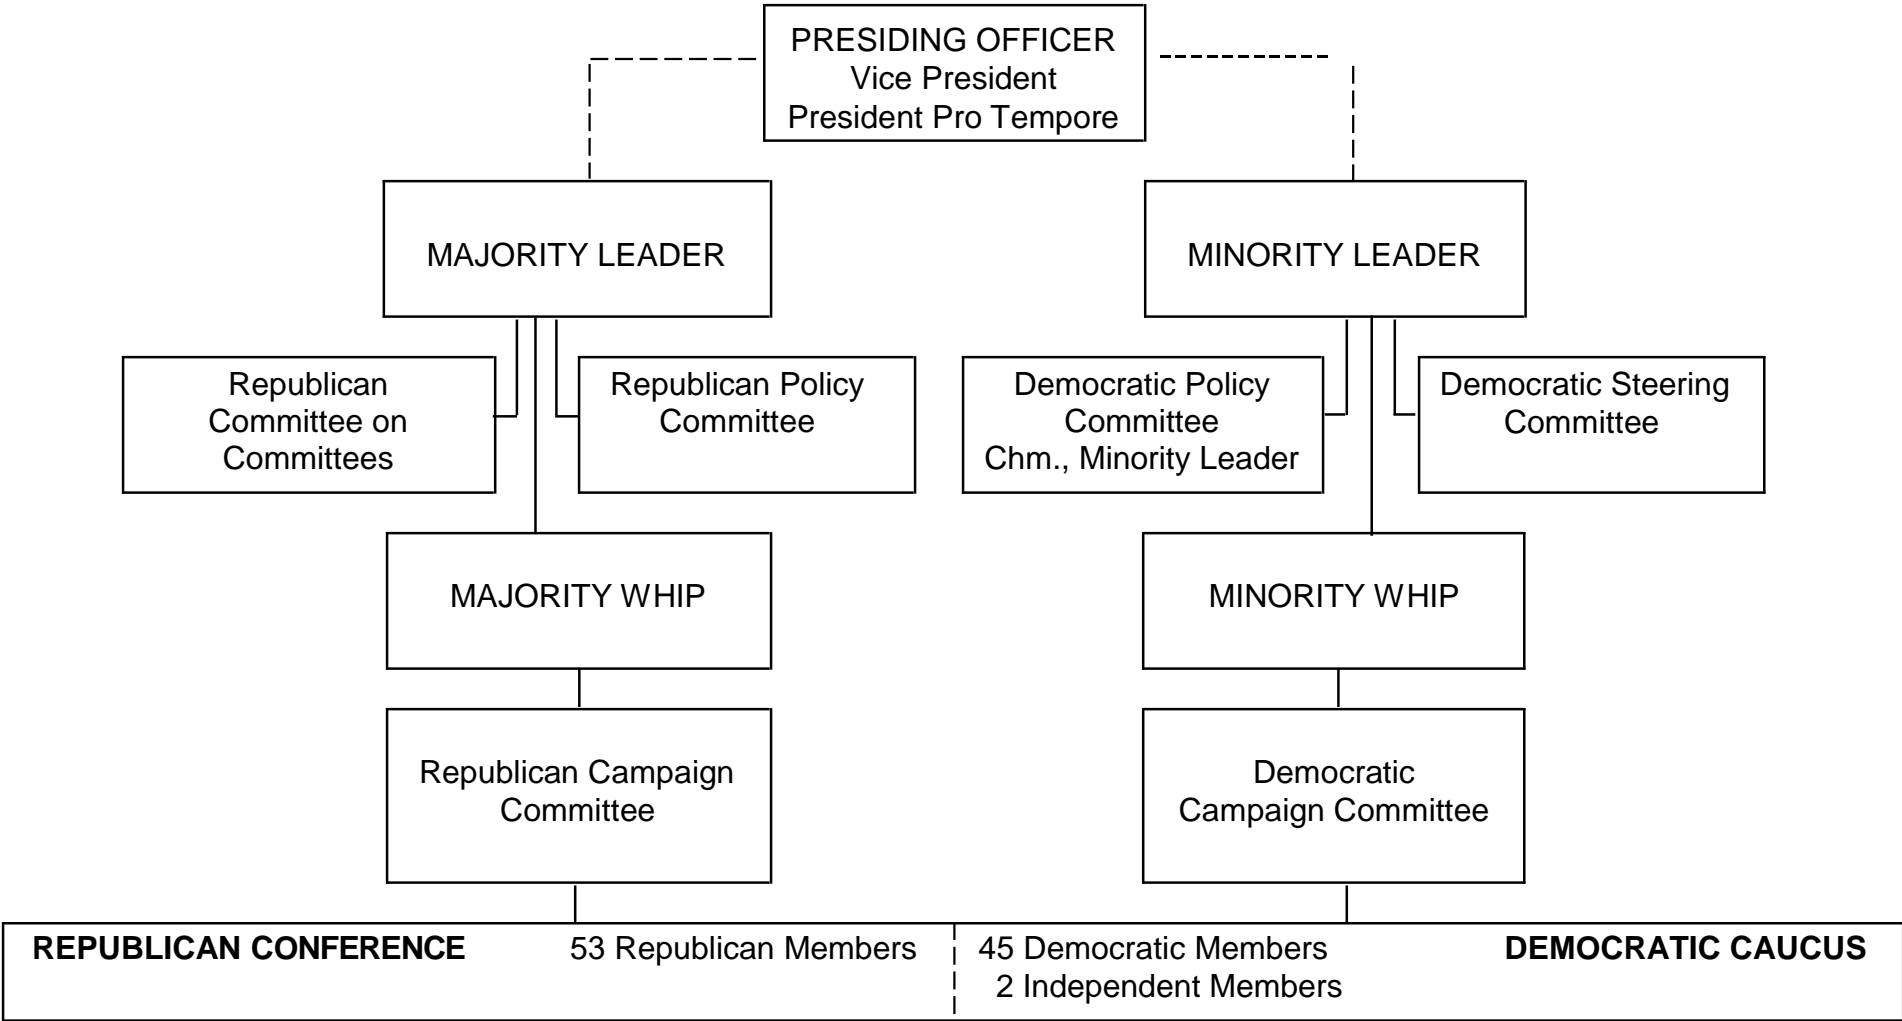 PRESIDING OFFICER
Vice President
President Pro Tempore
MAJORITY LEADER
MINORITY LEADER
Republican
Committee on
Committees
Republican Policy
Committee
Democratic Policy
Committee
Chm., Minority Leader
Democratic Steering
Committee
MAJORITY WHIP
MINORITY WHIP
Republican Campaign
Committee
Democratic
Campaign Committee
REPUBLICAN CONFERENCE 53 Republican Members
45 Democratic Members DEMOCRATIC CAUCUS
2 Independent Members